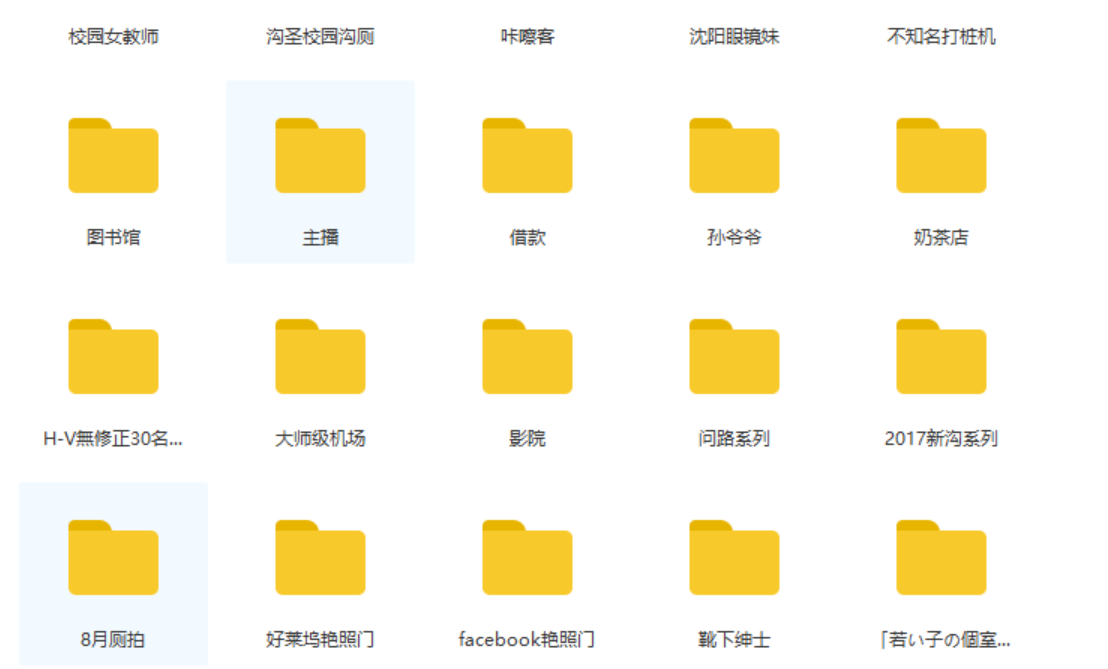 校园女教师
沟圣校园沟厕
咔嚓客
沈阳眼镜妹
不知名打桩机
图书馆
主播
借款
孙爷爷
奶茶店
H-V無修正30名...
大师级机场
影院
问路系列
2017新沟系列
8月厕拍
好莱坞艳照门
facebook艳照门
靴下绅士
「若い子の個室...